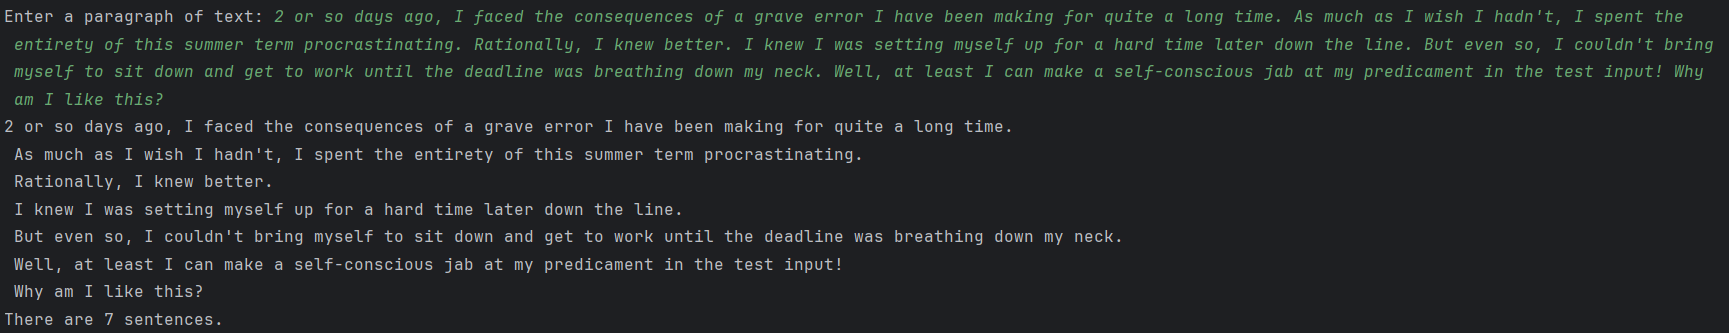 Enter a paragraph of text: 2 or so days ago, I faced the consequences of a grave error I have been making for quite a long time. As much as I wish I hadn't, I spent the
entirety of this summer term procrastinating. Rationally, I knew better. I knew I was setting myself up for a hard time later down the line. But even so, I couldn't bring
myself to sit down and get to work until the deadline was breathing down my neck. Well, at least I can make a self-conscious jab at my predicament in the test input! Why
am I like this?
2 or so days ago, I faced the consequences of a grave error I have been making for quite a long time.
As much as I wish I hadn't, I spent the entirety of this summer term procrastinating.
Rationally, I knew better.
I knew I was setting myself up for a hard time later down the line.
But even so, I couldn't bring myself to sit down and get to work until the deadline was breathing down my neck.
Well, at least I can make a self-conscious jab at my predicament in the test input!
Why am I like this?
There are 7 sentences.